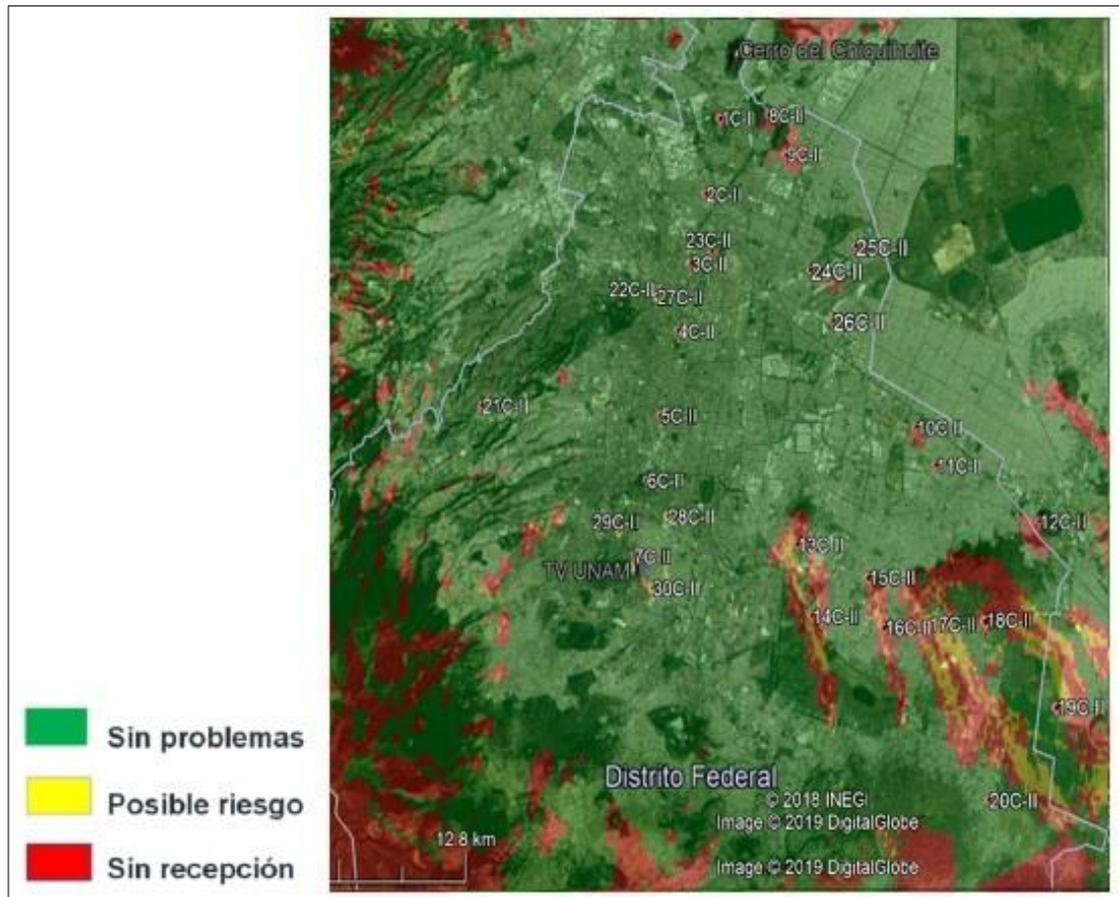 Cerro del Chiquihuite
1C-I
8C-II
9C-I
2C-II
23C-II
3C-II
25C-II
24C-II
22C-II
27C-II
26C-II
4C-II
21C-II
5C-II
10C-II
11C-II
6C-II
29C-II
28C-II
12C-II
13C-II
7C-II
TV UNAM
30C-II
15C-II
14C-II
16C-II
17C-II
18C-II
19C-II
Sin problemas
Posible riesgo
Sin recepción
Distrito Federal
© 2018 INEGI
20C-II
Image © 2019 DigitalGlobe
12.8 km
Image © 2019 DigitalGlobe